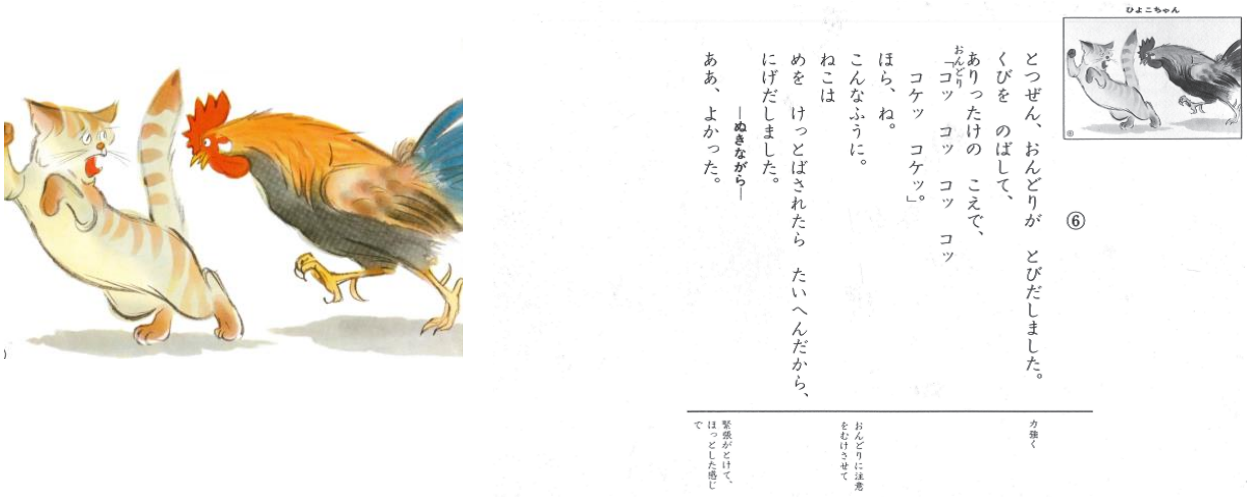 ひよこちゃん
⑥
とつぜん、おんどりが とびだしました。
くびを のばして、
ありったけの こえで、
おんどり
「コッ コッ コッ コッ
コケッ コケッ」。
ほら、ね。
こんなふうに。
ねこは
めを けっとばされたら たいへんだから、
にげだしました。
―ぬきながら―
ああ、よかった。
力強く
おんどりに注意
をむけさせて
緊張がとけて、
ほっとした感じ
で